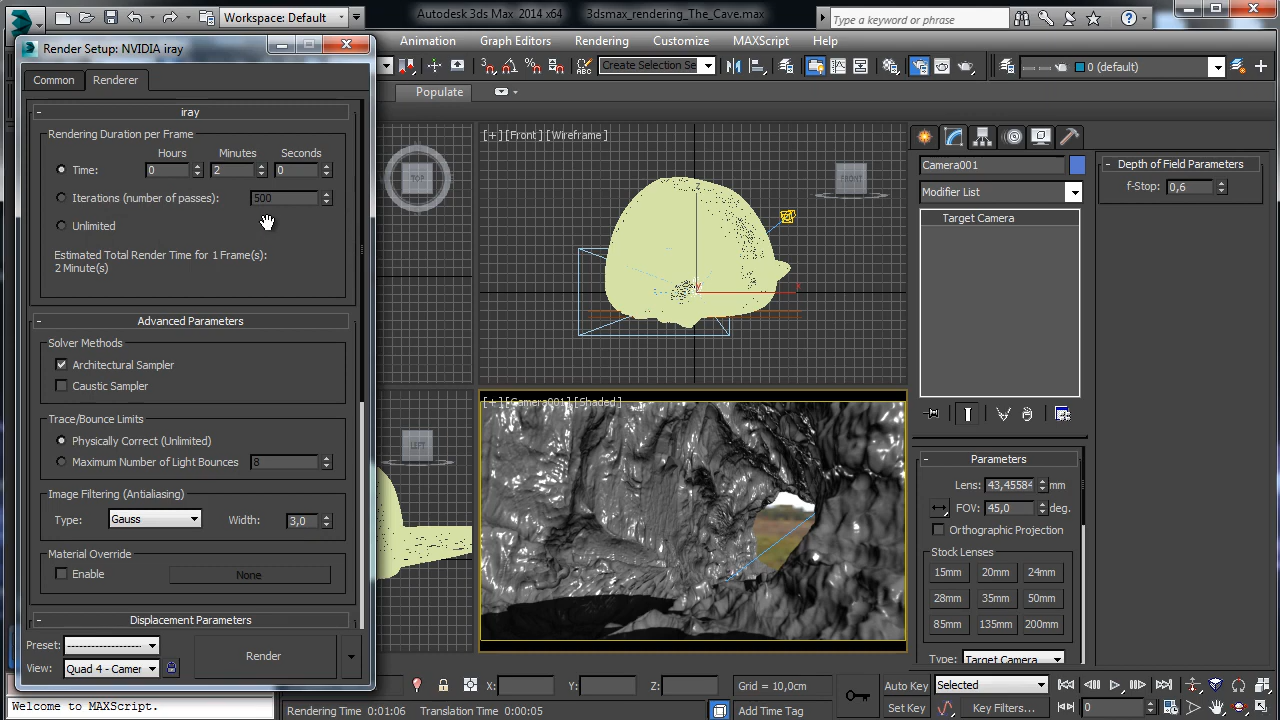 Workspace: Default
Autodesk 3ds Max 2014 x64
3dsmax_rendering_The_Cave.max
Type a keyword or phrase
Render Setup: NVIDIA iray
Animation
Graph Editors
Rendering
Customize
MAXScript
Help
Common
Renderer
Create Selection Se
0 (default)
Populate
iray
Rendering Duration per Frame
Hours Minutes Seconds
Time: 0 2 0
Iterations (number of passes): 500
Unlimited
Estimated Total Render Time for 1 Frame(s):
2 Minute(s)
Advanced Parameters
Solver Methods
Architectural Sampler
Caustic Sampler
Trace/Bounce Limits
Physically Correct (Unlimited)
Maximum Number of Light Bounces 8
Image Filtering (Antialiasing)
Type: Gauss Width: 3,0
Material Override
Enable None
Displacement Parameters
Preset: --------------------
View: Quad 4 - Camer
Render
TOP
LEFT
[+][Front][Wireframe]
FRONT
z
x
[+][Camera001][Shaded]
Camera001
Modifier List
Target Camera
Depth of Field Parameters
f-Stop: 0,6
Parameters
Lens: 43,45584 mm
FOV: 45,0 deg.
Orthographic Projection
Stock Lenses
15mm 20mm 24mm
28mm 35mm 50mm
85mm 135mm 200mm
Type: Target Camera
Welcome to MAXScript.
X: Y: Z:
Grid = 10,0cm
Rendering Time 0:01:06 Translation Time 0:00:05
Add Time Tag
Auto Key
Selected
Set Key
Key Filters...
0